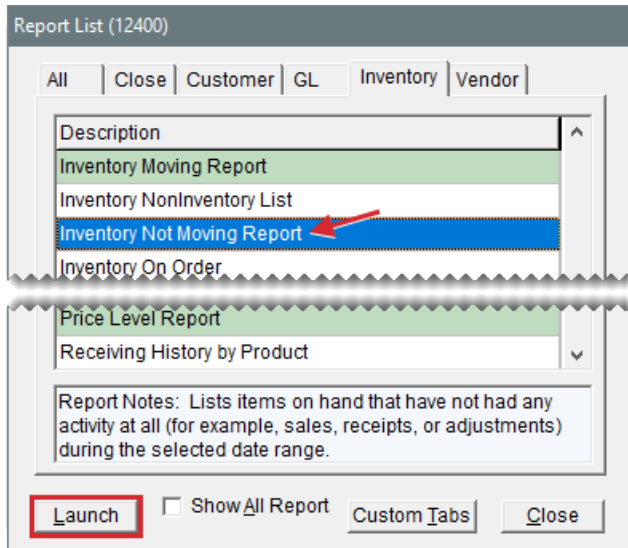 Report List (12400)
All Close Customer GL Inventory Vendor
Description
Inventory Moving Report
Inventory NonInventory List
Inventory Not Moving Report
Inventory On Order
Price Level Report
Receiving History by Product
Report Notes: Lists items on hand that have not had any
activity at all (for example, sales, receipts, or adjustments)
during the selected date range.
Launch Show All Report Custom Tabs Close